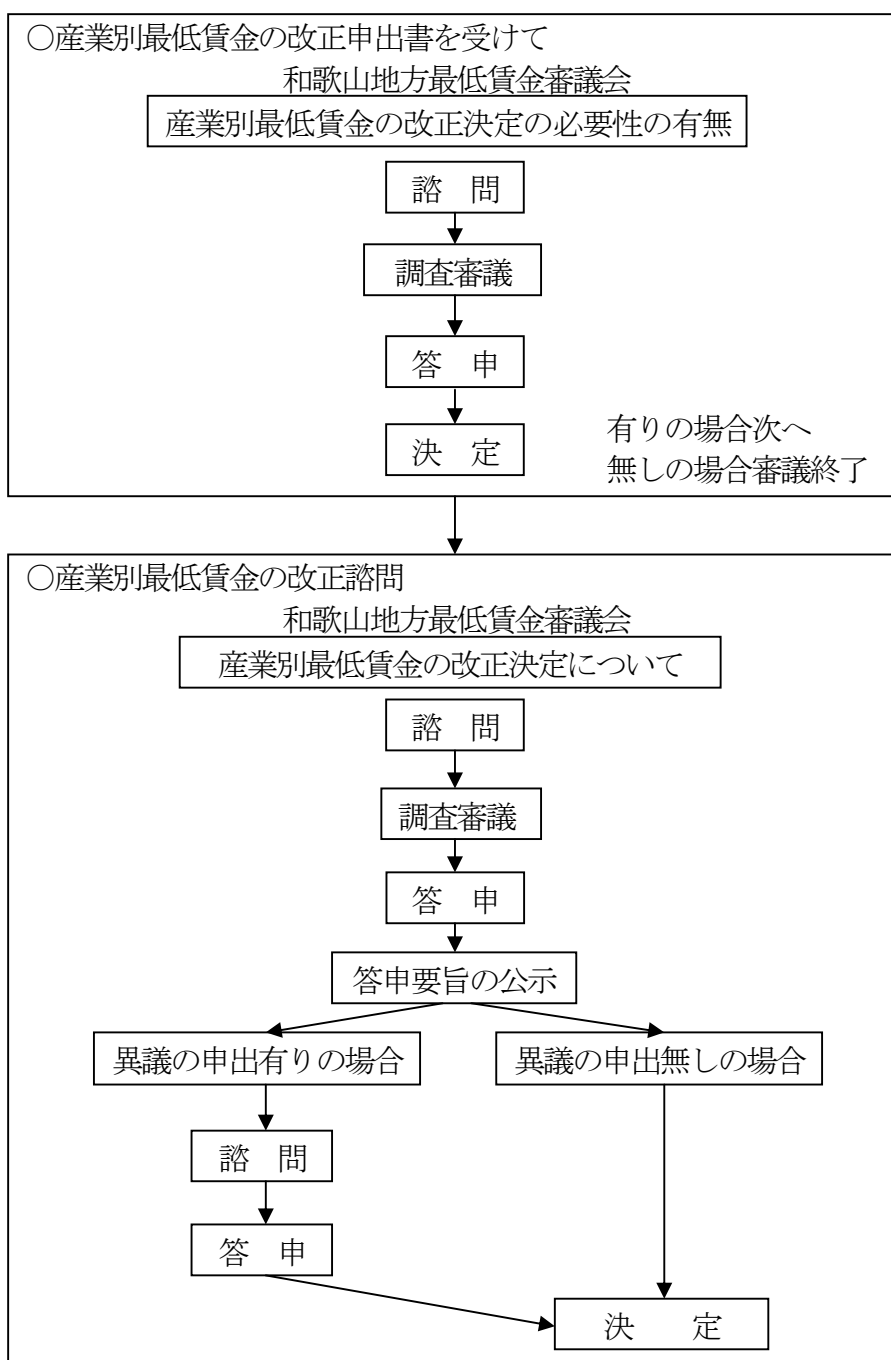 ○産業別最低賃金の改正申出書を受けて
和歌山地方最低賃金審議会
産業別最低賃金の改正決定の必要性の有無
諮　問
調査審議
答　申
決　定
有りの場合次へ
無しの場合審議終了
○産業別最低賃金の改正諮問
和歌山地方最低賃金審議会
産業別最低賃金の改正決定について
諮　問
調査審議
答　申
答申要旨の公示
異議の申出有りの場合
異議の申出無しの場合
諮　問
答　申
決　　定